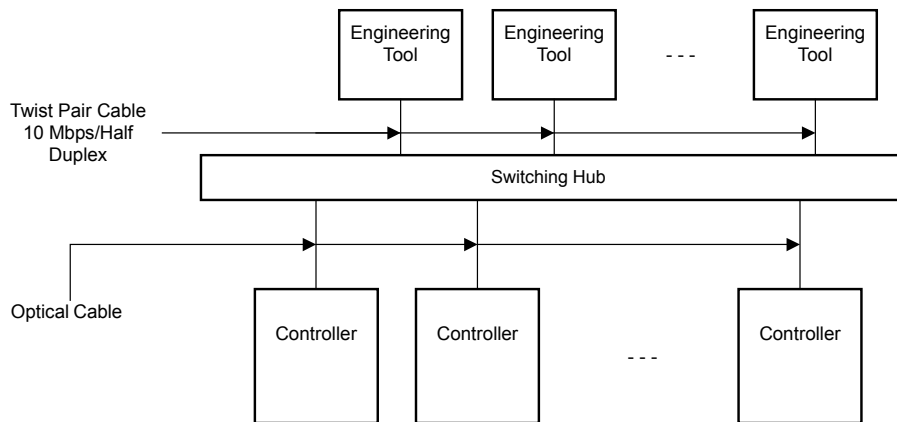 Engineering
Tool
Engineering
Tool
- - -
Engineering
Tool
Twist Pair Cable
10 Mbps/Half
Duplex
Switching Hub
Optical Cable
Controller
Controller
- - -
Controller